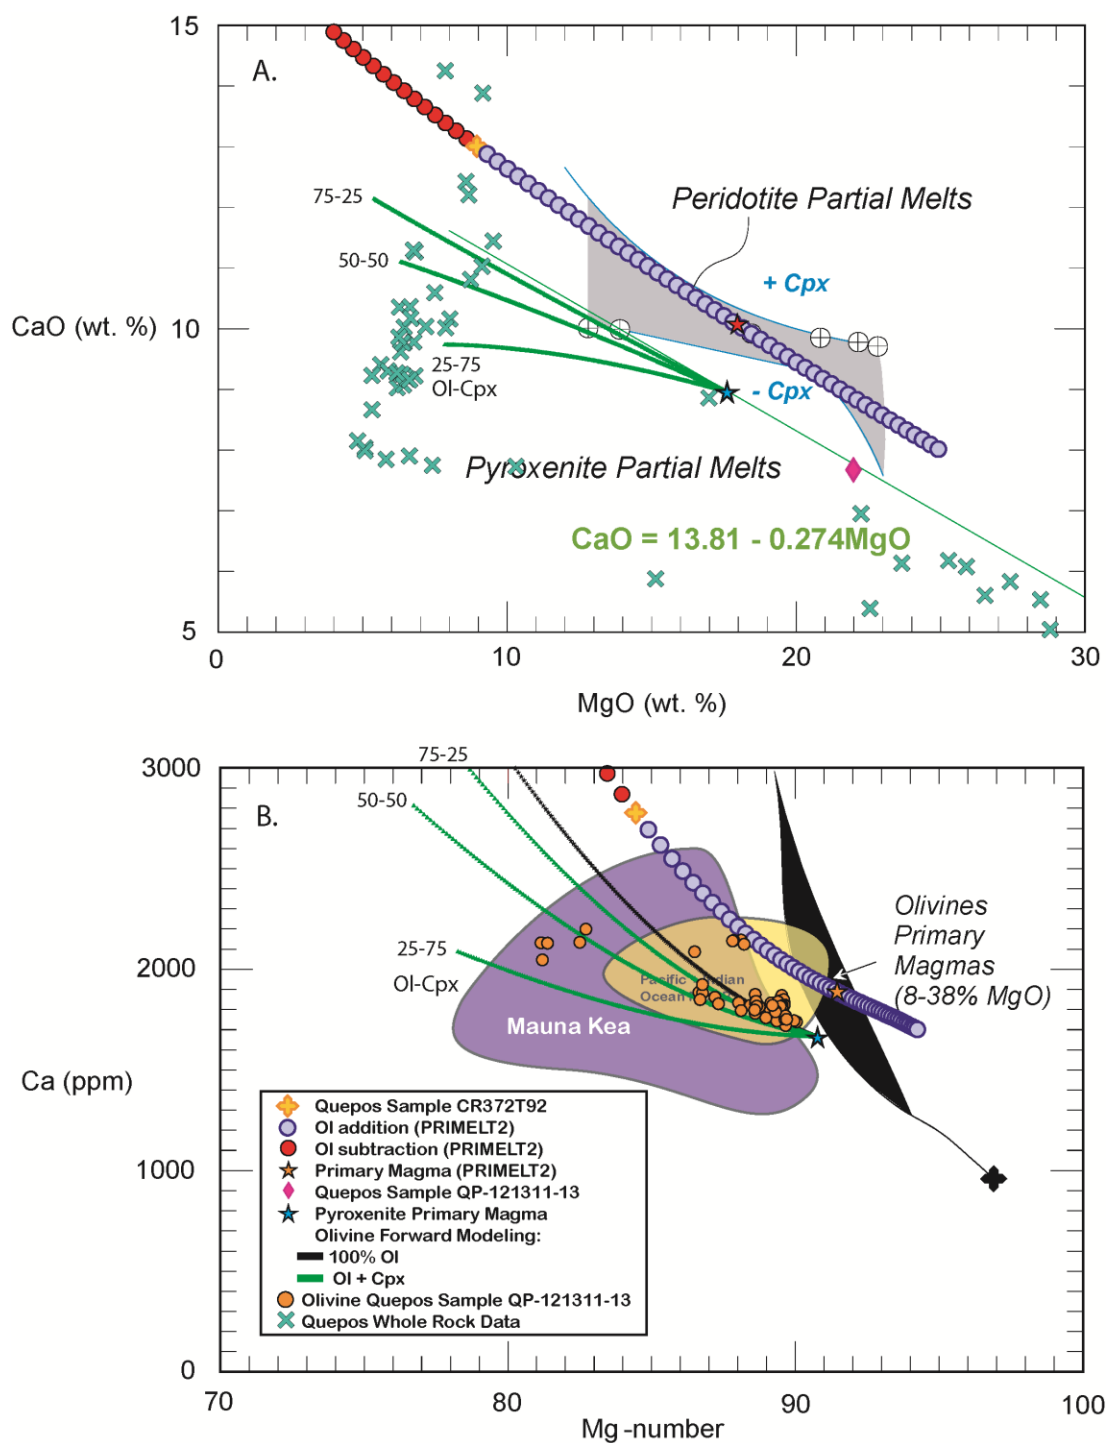 15
A.
75-25
Peridotite Partial Melts
50-50
+ Cpx
CaO (wt. %)
10
25-75
Ol-Cpx
- Cpx
Pyroxenite Partial Melts
CaO = 13.81 - 0.274MgO
5
0
10
20
30
MgO (wt. %)
75-25
3000
50-50
B.
Olivines
Primary
Magmas
(8-38% MgO)
25-75
Ol-Cpx
2000
Pacific
Indian
Ocean
Mauna Kea
Ca (ppm)
Quepos Sample CR372T92
Ol addition (PRIMELT2)
Ol subtraction (PRIMELT2)
1000
Primary Magma (PRIMELT2)
Quepos Sample QP-121311-13
Pyroxenite Primary Magma
Olivine Forward Modeling:
100% Ol
Ol + Cpx
Olivine Quepos Sample QP-121311-13
Quepos Whole Rock Data
0
70
80
90
100
Mg-number